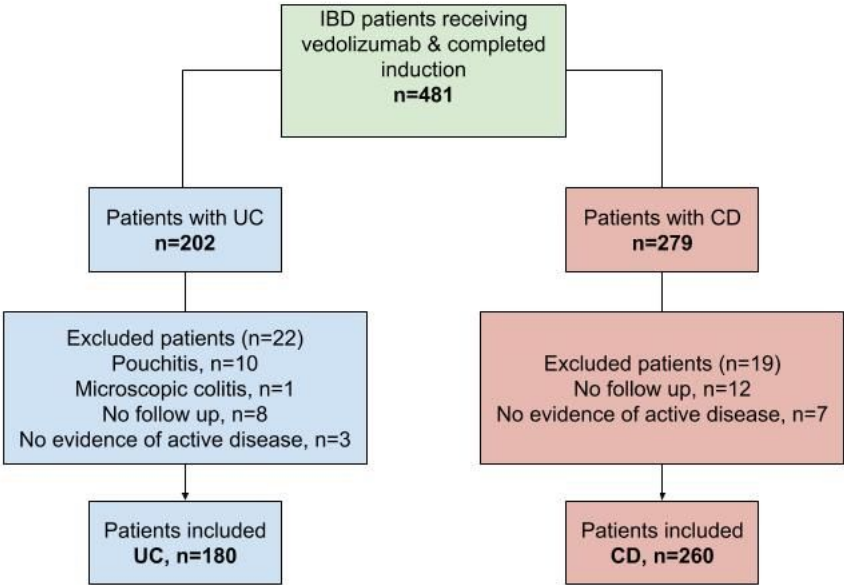 IBD patients receiving
vedolizumab & completed
induction
n=481
Patients with UC
n=202
Patients with CD
n=279
Excluded patients (n=22)
Pouchitis, n=10
Microscopic colitis, n=1
No follow up, n=8
No evidence of active disease, n=3
Excluded patients (n=19)
No follow up, n=12
No evidence of active disease, n=7
Patients included
UC, n=180
Patients included
CD, n=260